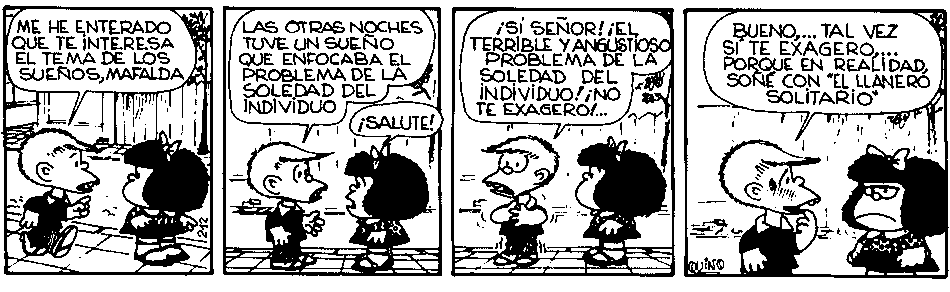 ME HE ENTERADO
QUE TE INTERESA
EL TEMA DE LOS
SUEÑOS, MAFALDA
LAS OTRAS NOCHES
TUVE UN SUEÑO
QUE ENFOCABA EL
PROBLEMA DE LA
SOLEDAD DEL
INDIVIDUO
¡SALUTE!
¡SÍ SEÑOR! ¡EL
TERRIBLE Y ANGUSTIOSO
PROBLEMA DE LA
SOLEDAD DEL
INDIVIDUO! ¡NO
TE EXAGERO!...
BUENO,... TAL VEZ
SÍ TE EXAGERO,...
PORQUE EN REALIDAD,
SOÑÉ CON "EL LLANERO
SOLITARIO"
QUINO